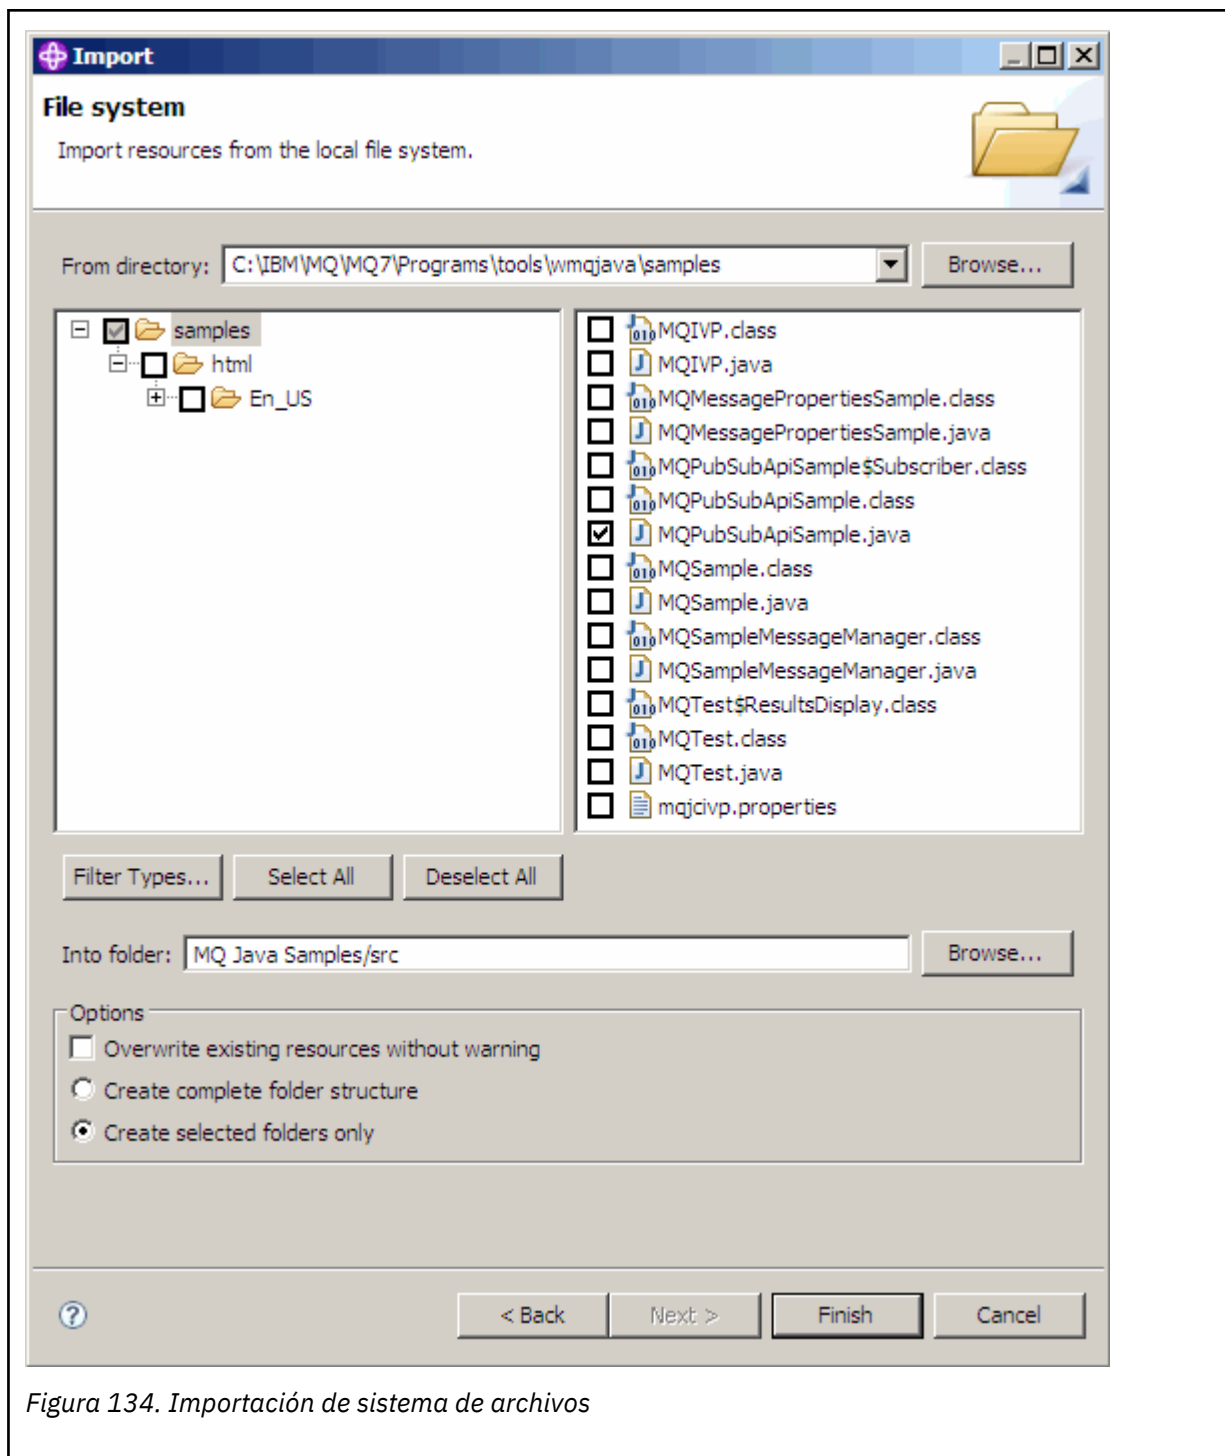 Import
File system
Import resources from the local file system.
From directory: C:\IBM\MQ\MQ7\Programs\tools\wmqjava\samples Browse...
samples
html
En_US
MQIVP.class
MQIVP.java
MQMessagePropertiesSample.class
MQMessagePropertiesSample.java
MQPubSubApiSample$Subscriber.class
MQPubSubApiSample.class
MQPubSubApiSample.java
MQSample.class
MQSample.java
MQSampleMessageManager.class
MQSampleMessageManager.java
MQTest$ResultsDisplay.class
MQTest.class
MQTest.java
mqjcivp.properties
Filter Types... Select All Deselect All
Into folder: MQ Java Samples/src Browse...
Options
Overwrite existing resources without warning
Create complete folder structure
Create selected folders only
? < Back Next > Finish Cancel
Figura 134. Importación de sistema de archivos